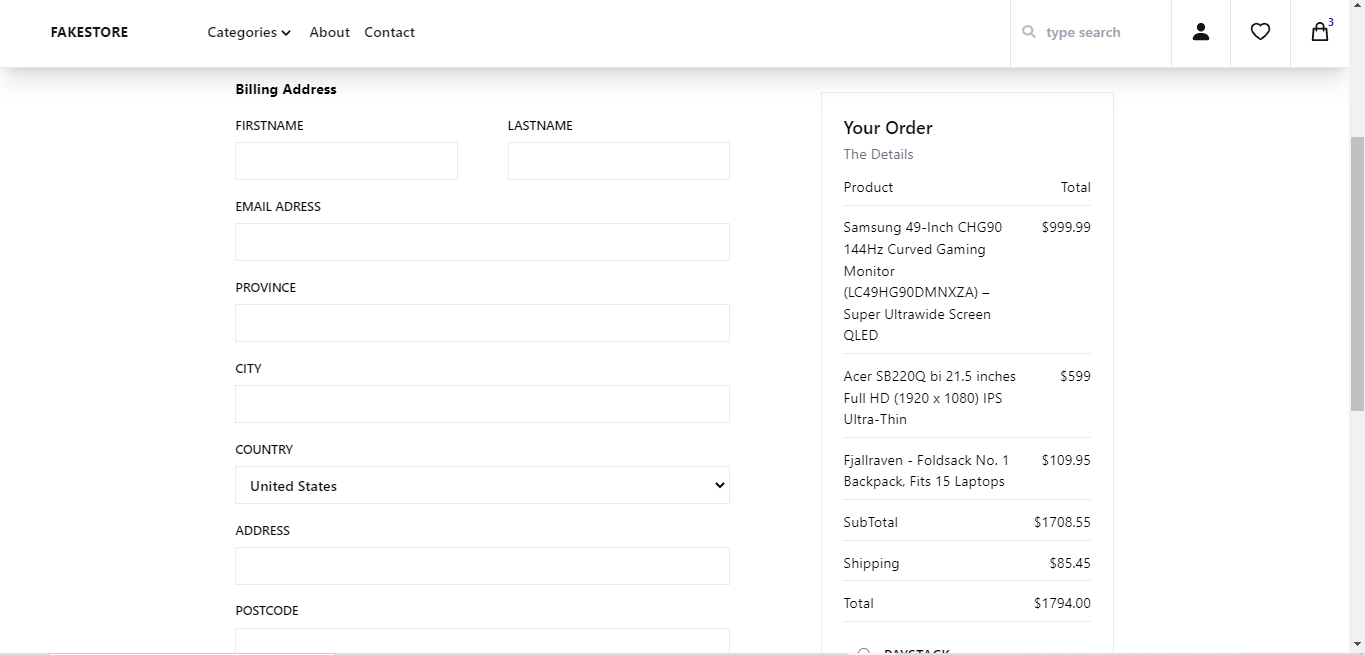 FAKESTORE
Categories
About
Contact
type search
3
Billing Address
FIRSTNAME
LASTNAME
EMAIL ADRESS
PROVINCE
CITY
COUNTRY
United States
ADDRESS
POSTCODE
Your Order
The Details
Product Total
Samsung 49-Inch CHG90 $999.99
144Hz Curved Gaming
Monitor
(LC49HG90DMNXZA) –
Super Ultrawide Screen
QLED
Acer SB220Q bi 21.5 inches $599
Full HD (1920 x 1080) IPS
Ultra-Thin
Fjallraven - Foldsack No. 1 $109.95
Backpack, Fits 15 Laptops
SubTotal $1708.55
Shipping $85.45
Total $1794.00
PAYSTACK